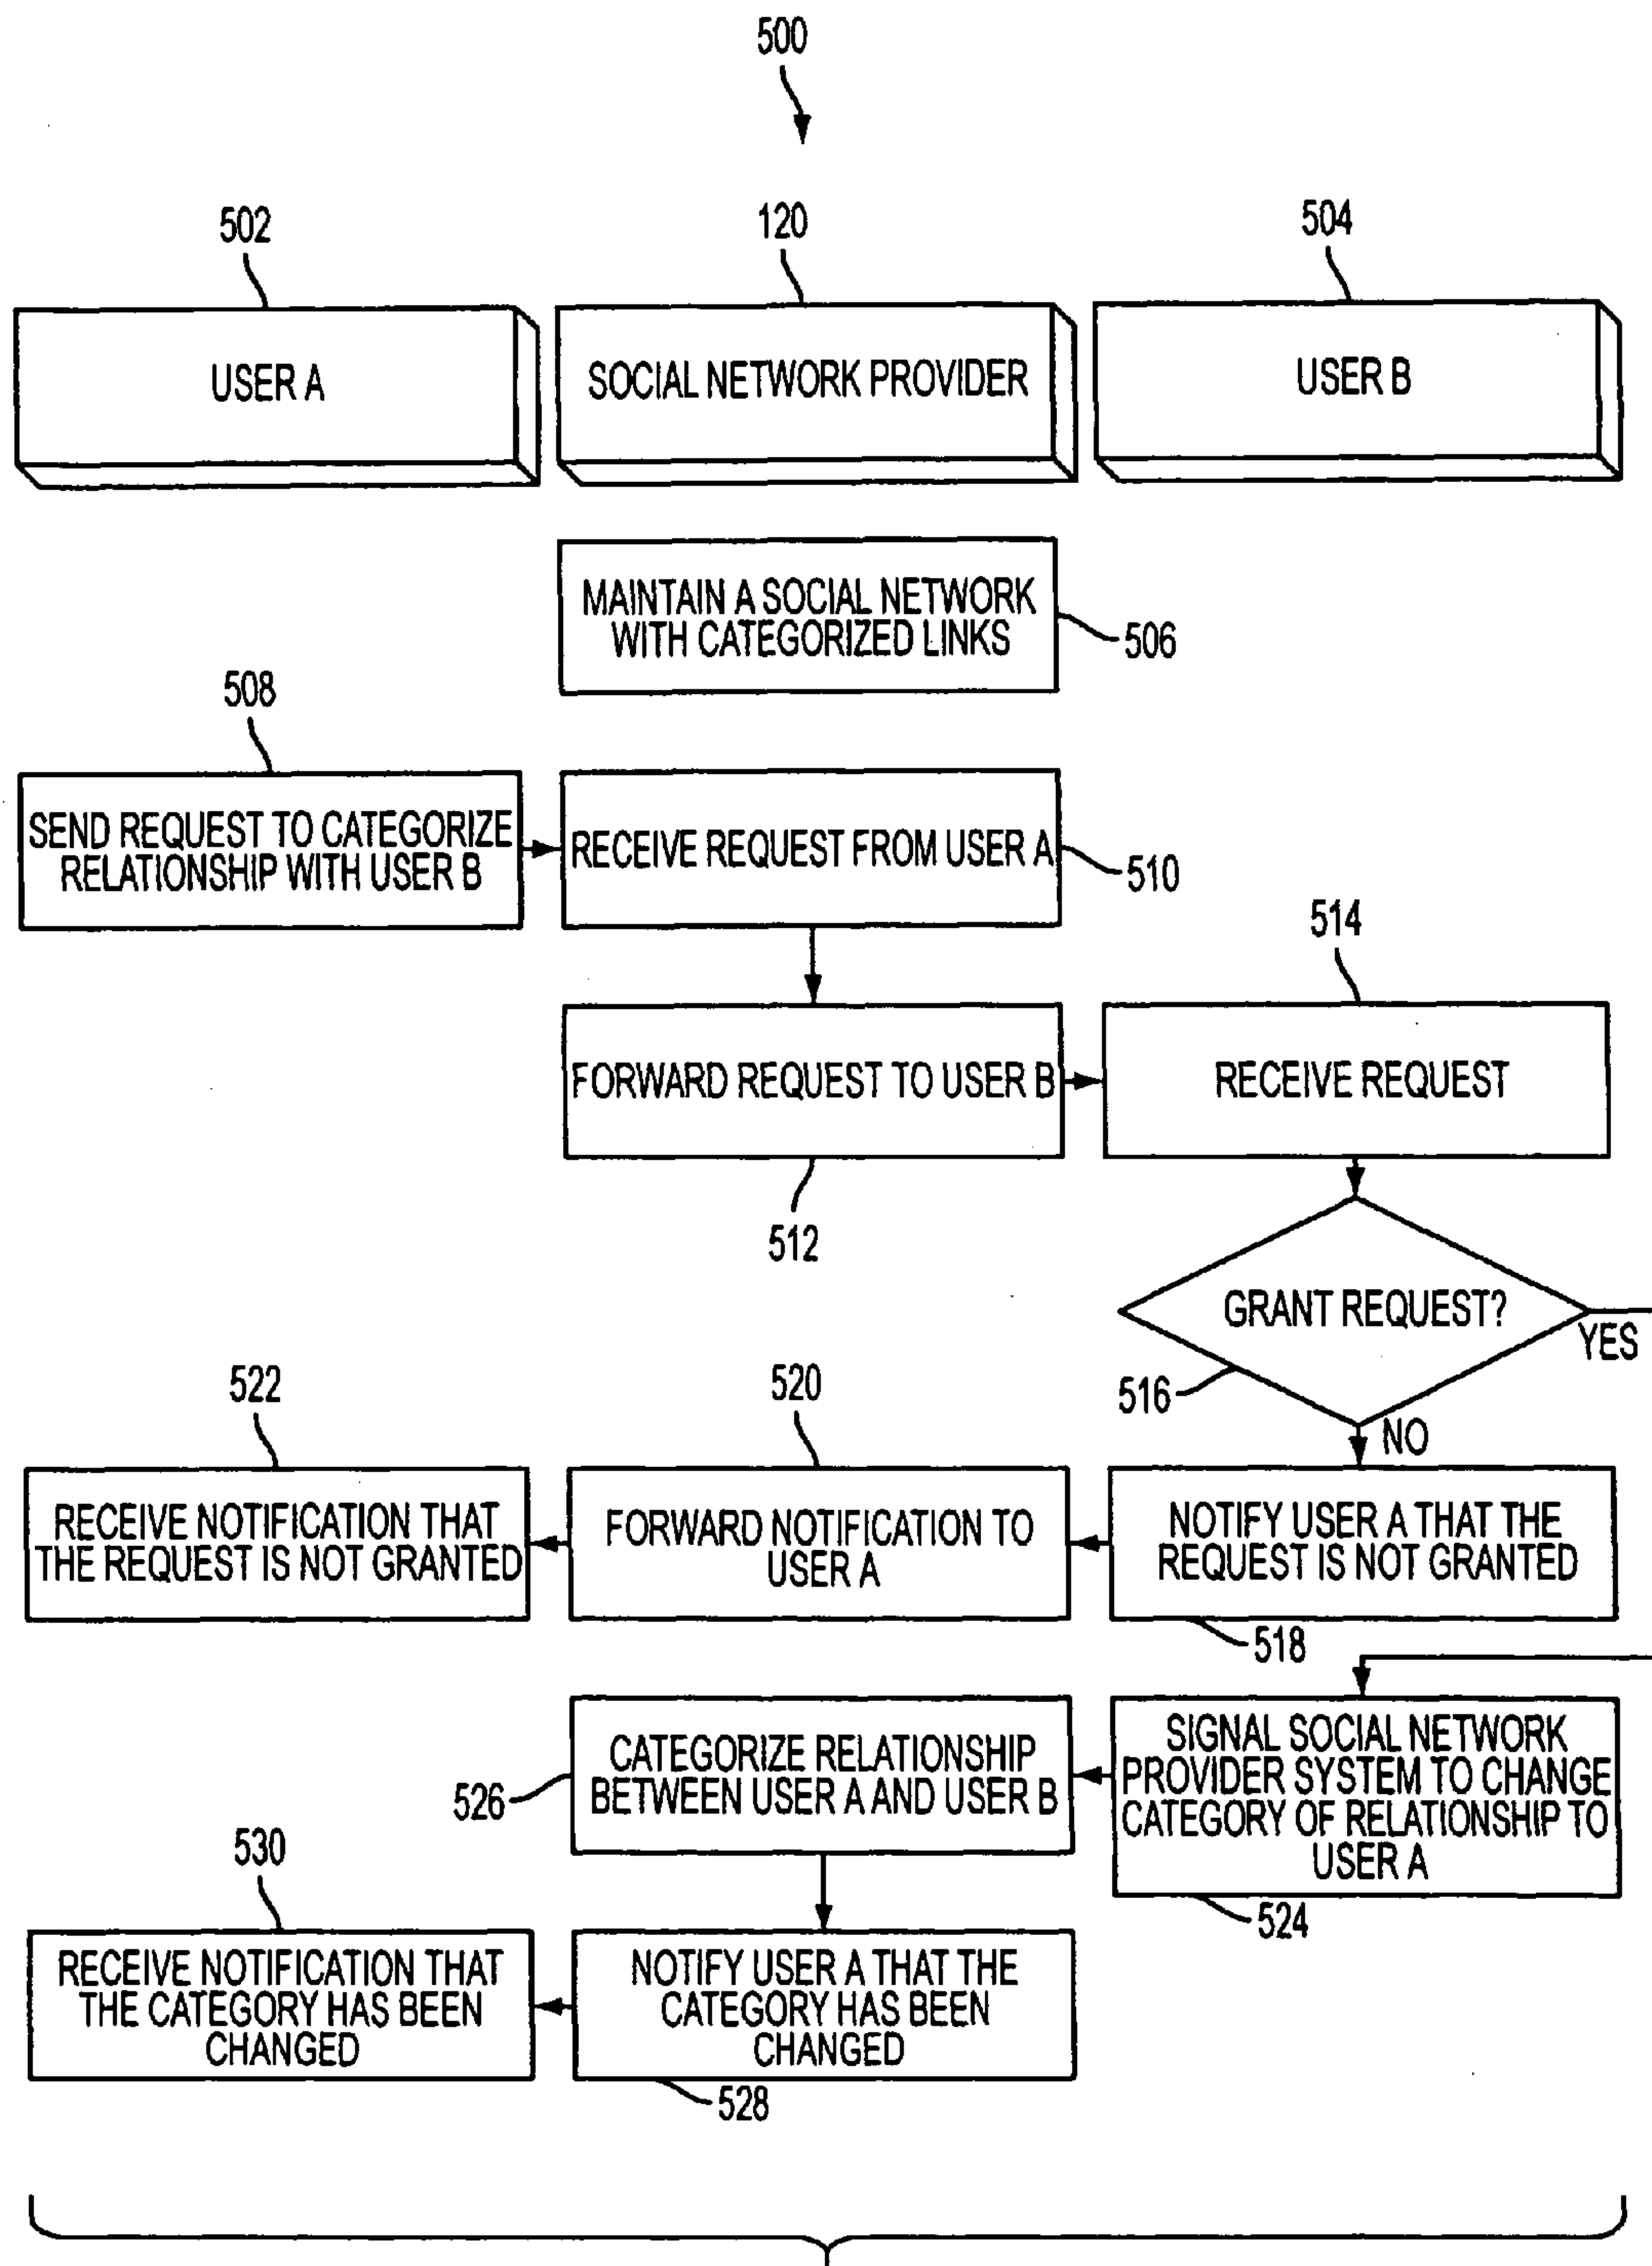 500
502
120
504
USER A
SOCIAL NETWORK PROVIDER
USER B
MAINTAIN A SOCIAL NETWORK
WITH CATEGORIZED LINKS
506
508
SEND REQUEST TO CATEGORIZE
RELATIONSHIP WITH USER B
RECEIVE REQUEST FROM USER A
510
514
FORWARD REQUEST TO USER B
RECEIVE REQUEST
512
GRANT REQUEST?
YES
516
NO
522
520
RECEIVE NOTIFICATION THAT
THE REQUEST IS NOT GRANTED
FORWARD NOTIFICATION TO
USER A
NOTIFY USER A THAT THE
REQUEST IS NOT GRANTED
518
CATEGORIZE RELATIONSHIP
BETWEEN USER A AND USER B
526
SIGNAL SOCIAL NETWORK
PROVIDER SYSTEM TO CHANGE
CATEGORY OF RELATIONSHIP TO
USER A
524
530
RECEIVE NOTIFICATION THAT
THE CATEGORY HAS BEEN
CHANGED
NOTIFY USER A THAT THE
CATEGORY HAS BEEN
CHANGED
528